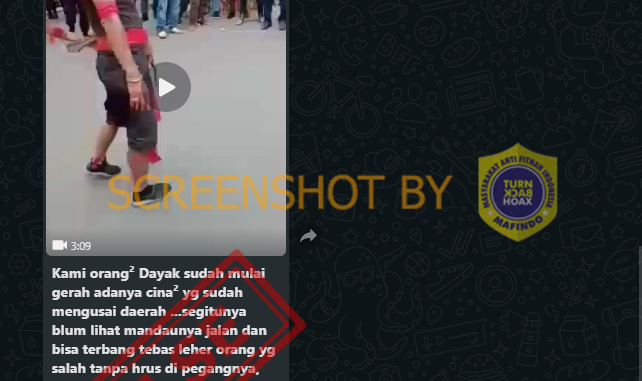 3:09
SCREENSHOT BY
MASYARAKAT ANTI FITNAH INDONESIA
TURN
BACK
HOAX
MAFINDO
Kami orang² Dayak sudah mulai
gerah adanya cina² yg sudah
mengusai daerah ...segitunya
blum lihat mandaunya jalan dan
bisa terbang tebas leher orang yg
salah tanpa hrus di pegangnya,